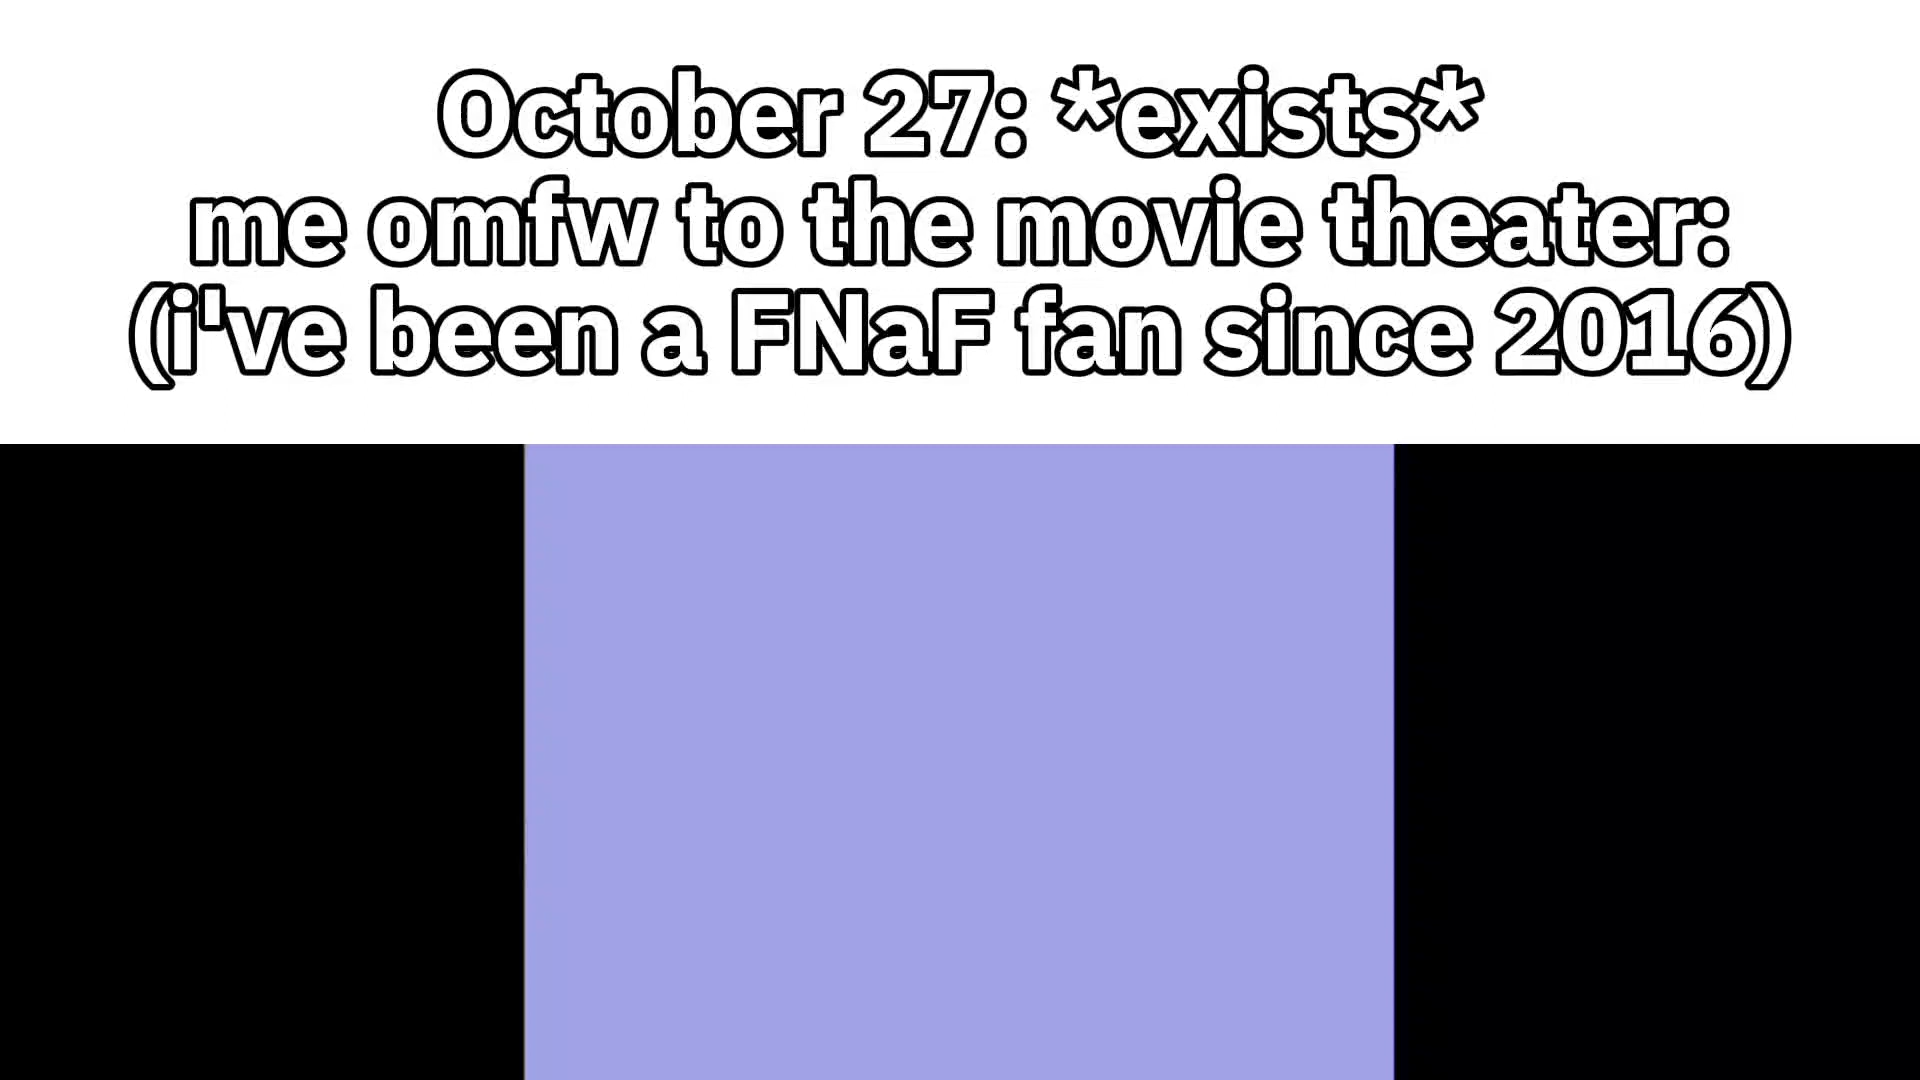 October 27: *exists*
me omfw to the movie theater:
(i've been a FNaF fan since 2016)